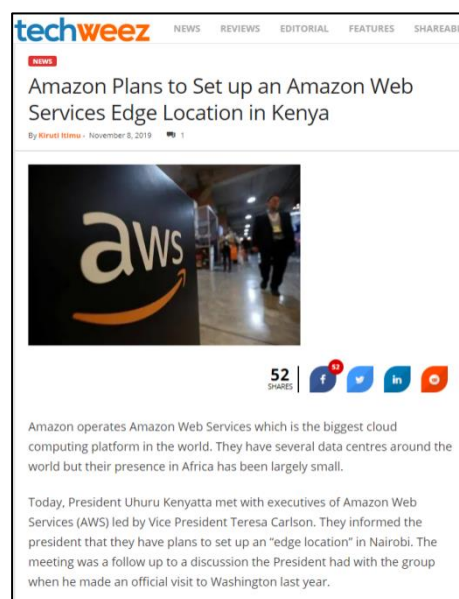 techweez NEWS REVIEWS EDITORIAL FEATURES SHAREABL
NEWS
Amazon Plans to Set up an Amazon Web
Services Edge Location in Kenya
By Kiruti Itimu - November 8, 2019 1
aws
52
SHARES
52
Amazon operates Amazon Web Services which is the biggest cloud
computing platform in the world. They have several data centres around the
world but their presence in Africa has been largely small.
Today, President Uhuru Kenyatta met with executives of Amazon Web
Services (AWS) led by Vice President Teresa Carlson. They informed the
president that they have plans to set up an "edge location" in Nairobi. The
meeting was a follow up to a discussion the President had with the group
when he made an official visit to Washington last year.